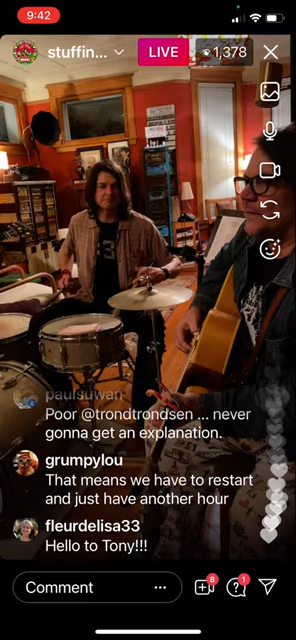 9:42
stuffin...
LIVE
1,378
paulsuwan
Poor @trondtrondsen ... never
gonna get an explanation.
grumpylou
That means we have to restart
and just have another hour
fleurdelisa33
Hello to Tony!!!
Comment
...
8
1